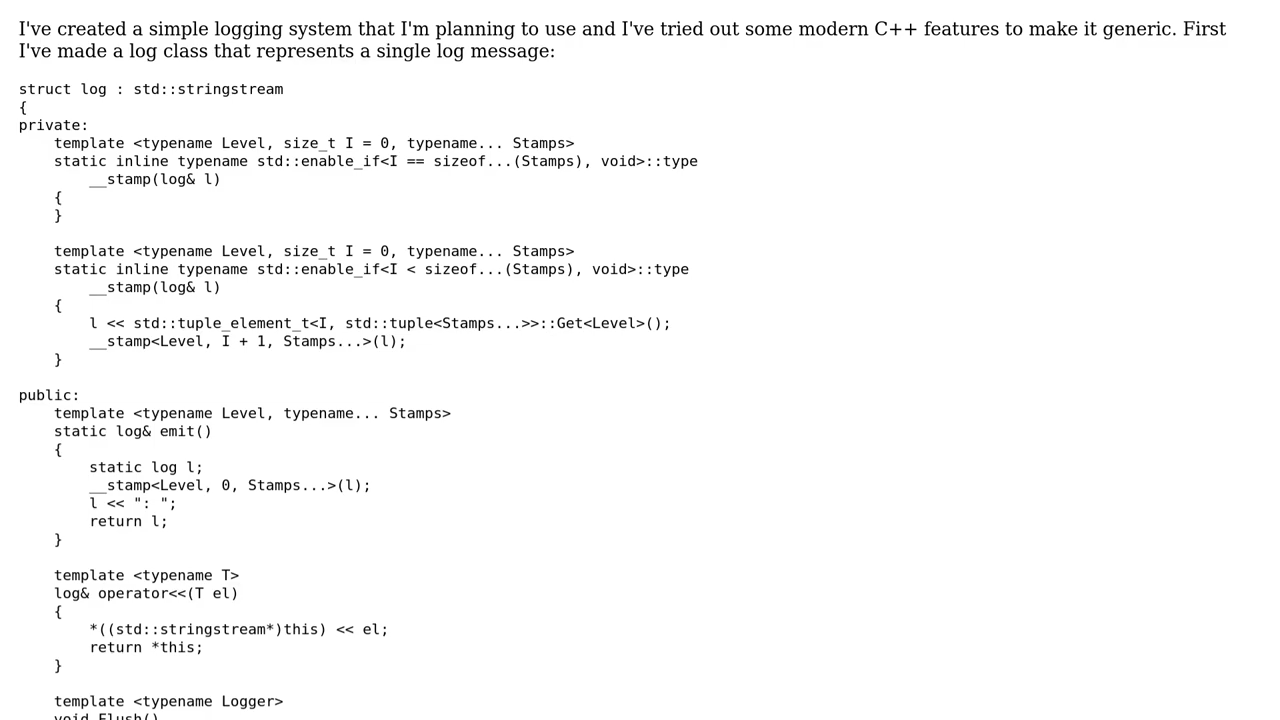 I've created a simple logging system that I'm planning to use and I've tried out some modern C++ features to make it generic. First
I've made a log class that represents a single log message:
struct log : std::stringstream
{
private:
    template <typename Level, size_t I = 0, typename... Stamps>
    static inline typename std::enable_if<I == sizeof...(Stamps), void>::type
        __stamp(log& l)
    {
    }
    template <typename Level, size_t I = 0, typename... Stamps>
    static inline typename std::enable_if<I < sizeof...(Stamps), void>::type
        __stamp(log& l)
    {
        l << std::tuple_element_t<I, std::tuple<Stamps...>>::Get<Level>();
        __stamp<Level, I + 1, Stamps...>(l);
    }
public:
    template <typename Level, typename... Stamps>
    static log& emit()
    {
        static log l;
        __stamp<Level, 0, Stamps...>(l);
        l << ": ";
        return l;
    }
    template <typename T>
    log& operator<<(T el)
    {
        *((std::stringstream*)this) << el;
        return *this;
    }
    template <typename Logger>
    void Flush()